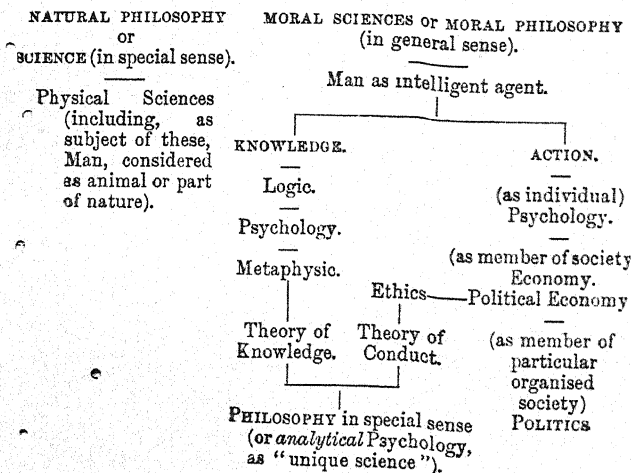 NATURAL PHILOSOPHY
or
SCIENCE (in special sense).
Physical Sciences
(including, as
subject of these,
Man, considered
as animal or part
of nature).
MORAL SCIENCES or MORAL PHILOSOPHY
(in general sense).
Man as intelligent agent.
KNOWLEDGE.
Logic.
Psychology.
Metaphysic.
Theory of
Knowledge.
Ethics
Theory of
Conduct.
ACTION.
(as individual)
Psychology.
(as member of society
Economy.
Political Economy
(as member of
particular
organised
society)
POLITICS
PHILOSOPHY in special sense
(or analytical Psychology,
as "unique science").